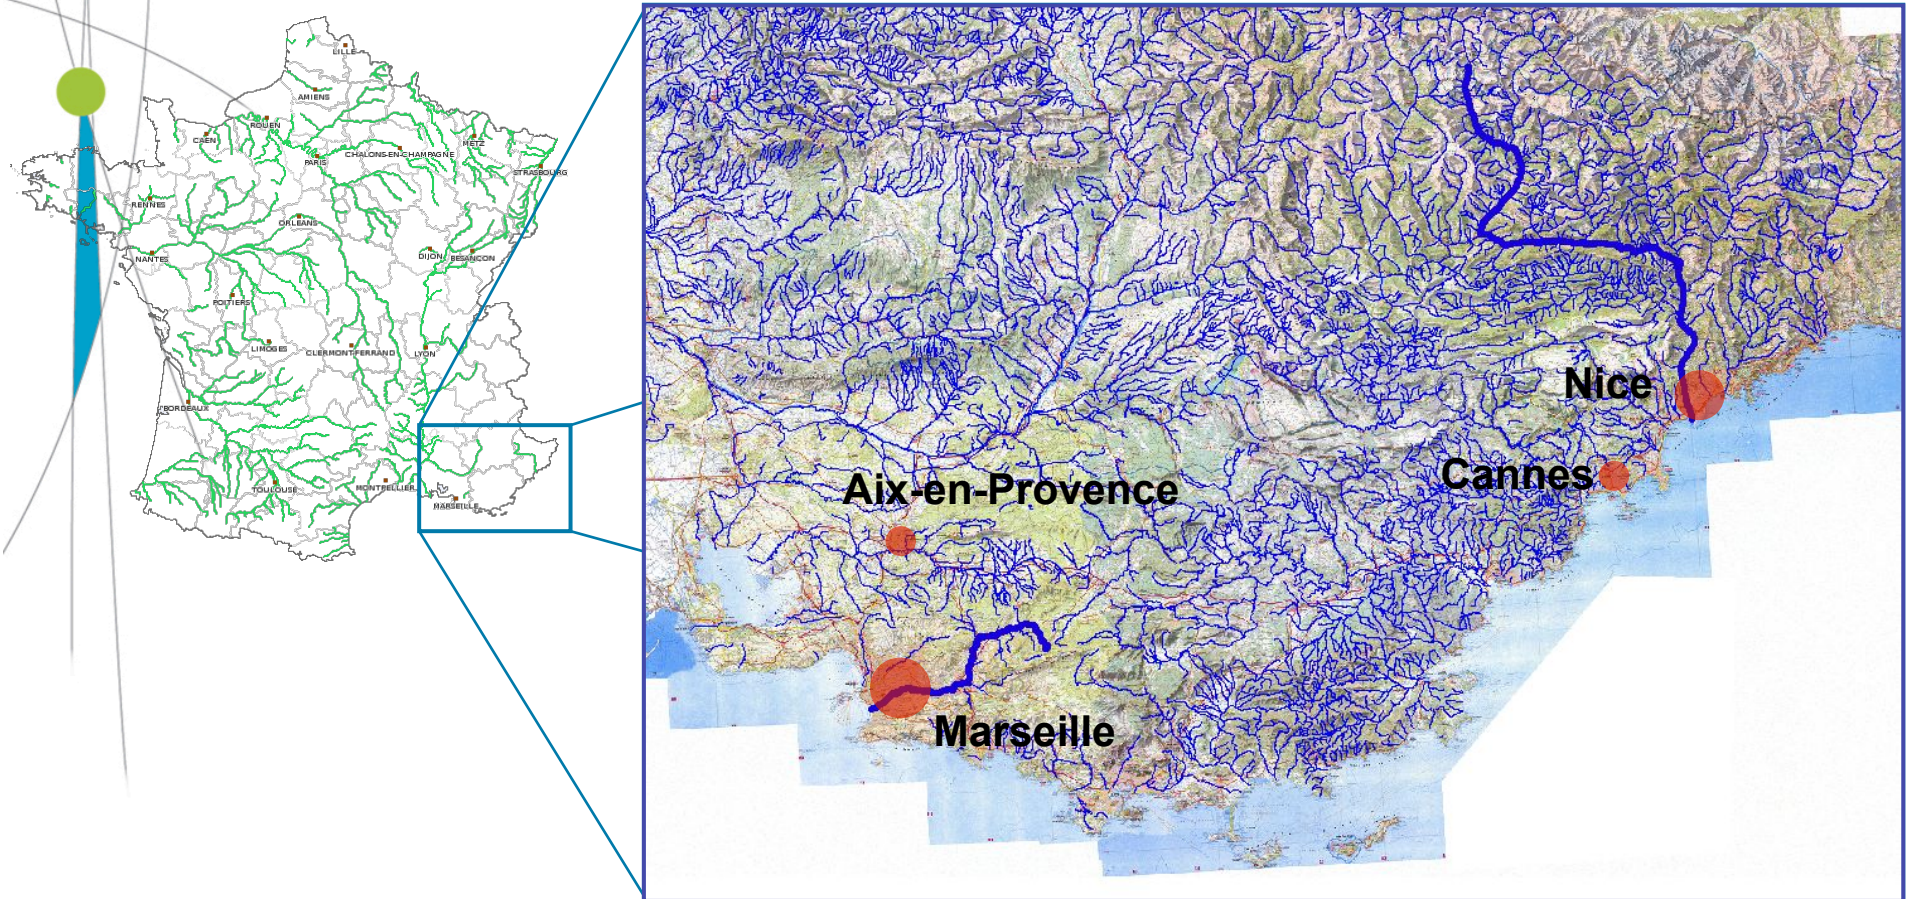 LILLE
AMIENS
ROUEN
CAEN
METZ
PARIS
CHALONS-EN-CHAMPAGNE
STRASBOURG
RENNES
ORLEANS
NANTES
DIJON
BESANCON
POITIERS
LIMOGES
CLERMONT-FERRAND
LYON
BORDEAUX
TOULOUSE
MONTPELLIER
MARSEILLE
Nice
Cannes
Aix-en-Provence
Marseille